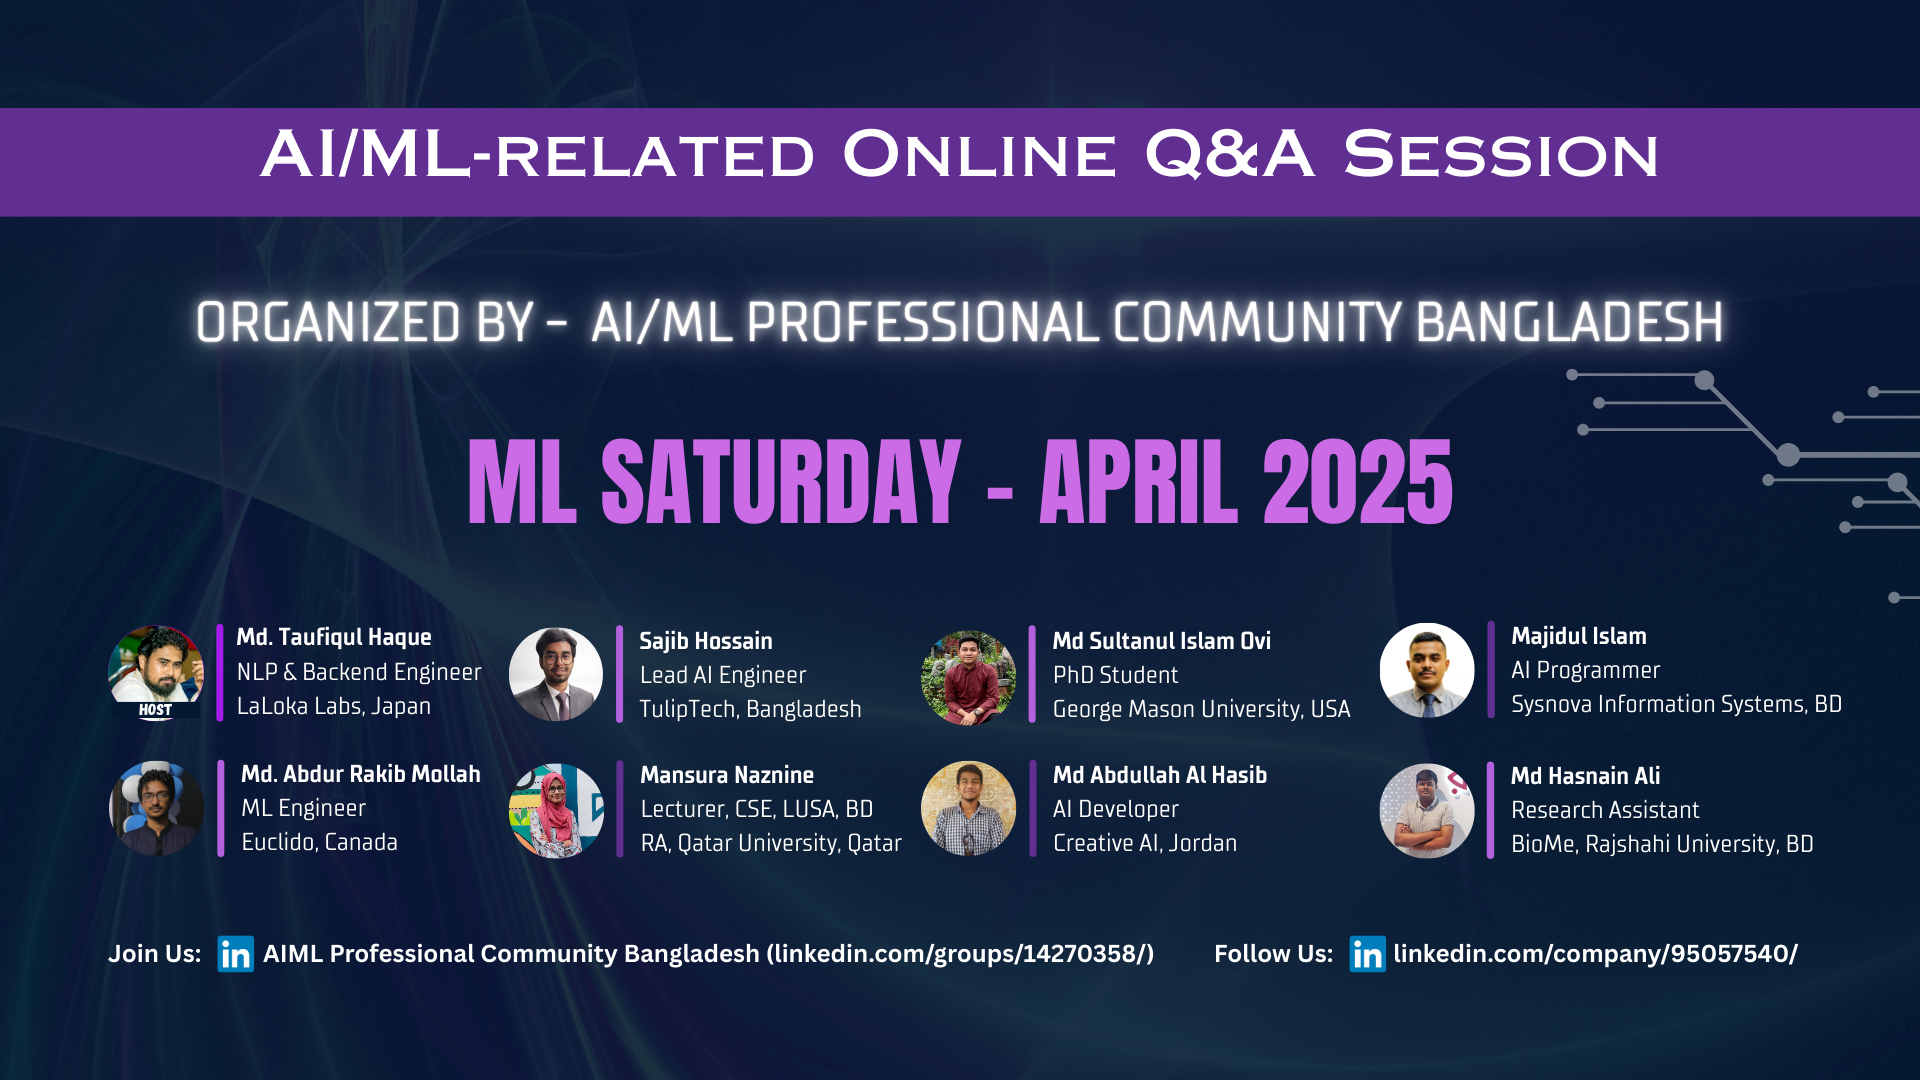 AI/ML-RELATED ONLINE Q&A SESSION
ORGANIZED BY - AI/ML PROFESSIONAL COMMUNITY BANGLADESH
ML SATURDAY - APRIL 2025
HOST
Md. Taufiqul Haque
NLP & Backend Engineer
LaLoka Labs, Japan
Sajib Hossain
Lead AI Engineer
TulipTech, Bangladesh
Md Sultanul Islam Ovi
PhD Student
George Mason University, USA
Majidul Islam
AI Programmer
Sysnova Information Systems, BD
Md. Abdur Rakib Mollah
ML Engineer
Euclido, Canada
Mansura Naznine
Lecturer, CSE, LUSA, BD
RA, Qatar University, Qatar
Md Abdullah Al Hasib
AI Developer
Creative AI, Jordan
Md Hasnain Ali
Research Assistant
BioMe, Rajshahi University, BD
Join Us: in AIML Professional Community Bangladesh (linkedin.com/groups/14270358/)
Follow Us: in linkedin.com/company/95057540/